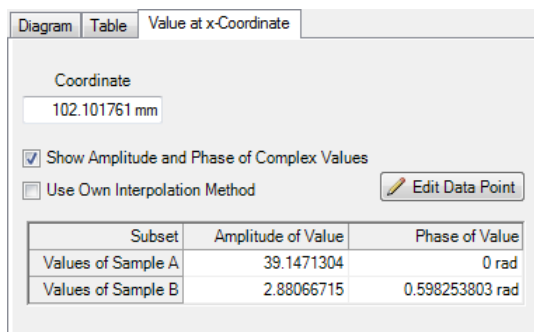 Diagram Table Value at x-Coordinate
Coordinate
102.101761 mm
Show Amplitude and Phase of Complex Values
Use Own Interpolation Method Edit Data Point
Subset Amplitude of Value Phase of Value
Values of Sample A 39.1471304 0 rad
Values of Sample B 2.88066715 0.598253803 rad